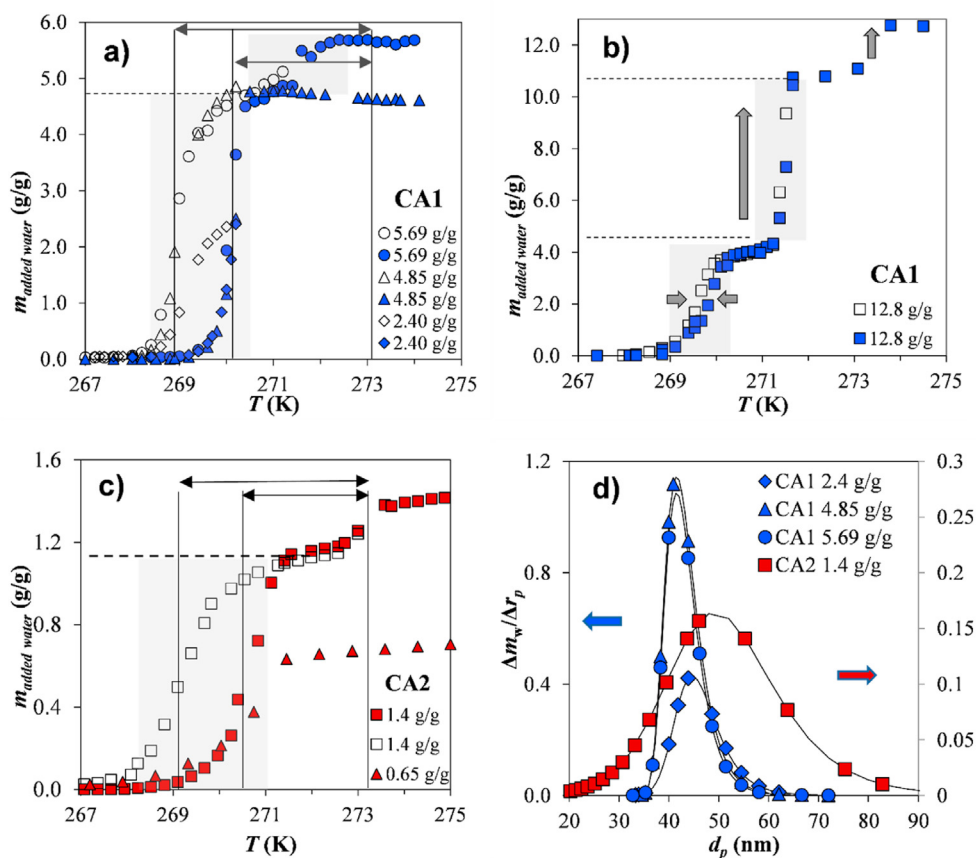 a)
m added water (g/g)
6.0
5.0
4.0
3.0
2.0
1.0
0.0
CA1
5.69 g/g
5.69 g/g
4.85 g/g
4.85 g/g
2.40 g/g
2.40 g/g
267 269 271 273 275
T (K)
b)
m added water (g/g)
12.0
10.0
8.0
6.0
4.0
2.0
0.0
CA1
12.8 g/g
12.8 g/g
267 269 271 273 275
T (K)
c)
m added water (g/g)
1.6
1.2
0.8
0.4
0.0
CA2
1.4 g/g
1.4 g/g
0.65 g/g
267 269 271 273 275
T (K)
d)
Δm_w/Δr_p
1.2
0.8
0.4
0.0
CA1 2.4 g/g
CA1 4.85 g/g
CA1 5.69 g/g
CA2 1.4 g/g
0.3
0.25
0.2
0.15
0.1
0.05
0
20 30 40 50 60 70 80 90
d_p (nm)